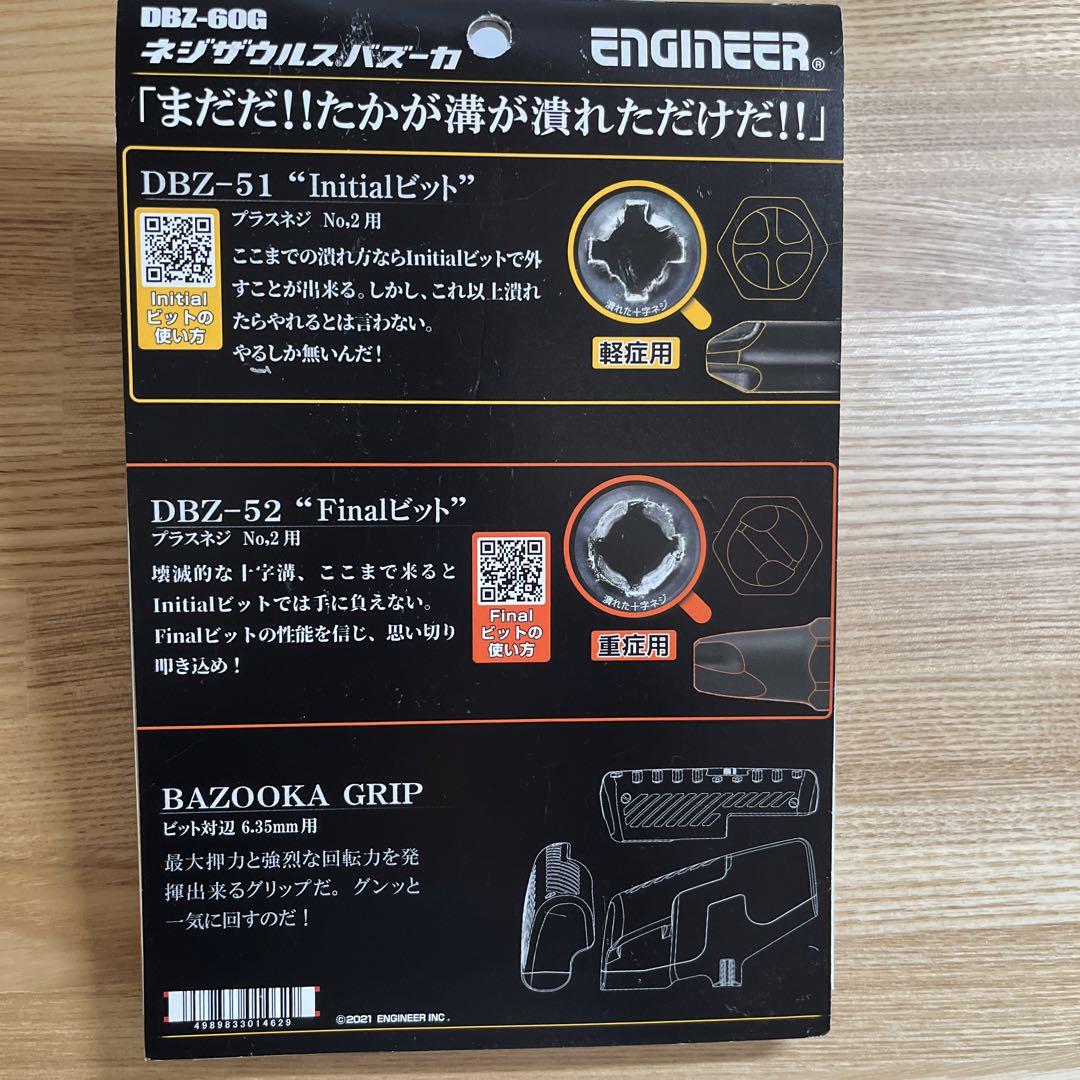 DBZ-60G
ネジザウルス®バズーカ
ENGINEER®
「まだだ!!たかが溝が潰れただけだ!!」
DBZ-51 “Initialビット”
プラスネジ No,2用
ここまでの潰れ方ならInitialビットで外
すことが出来る。しかし、これ以上潰れ
たらやれるとは言わない。
やるしか無いんだ!
Initial
ビットの
使い方
潰れた十字ネジ
軽症用
DBZ-52 “Finalビット”
プラスネジ No,2用
壊滅的な十字溝、ここまで来ると
Initialビットでは手に負えない。
Finalビットの性能を信じ、思い切り
叩き込め!
Final
ビットの
使い方
潰れた十字ネジ
重症用
BAZOOKA GRIP
ビット対辺 6.35mm用
最大押力と強烈な回転力を発
揮出来るグリップだ。グンッと
一気に回すのだ!
4989833014629
©2021 ENGINEER INC.